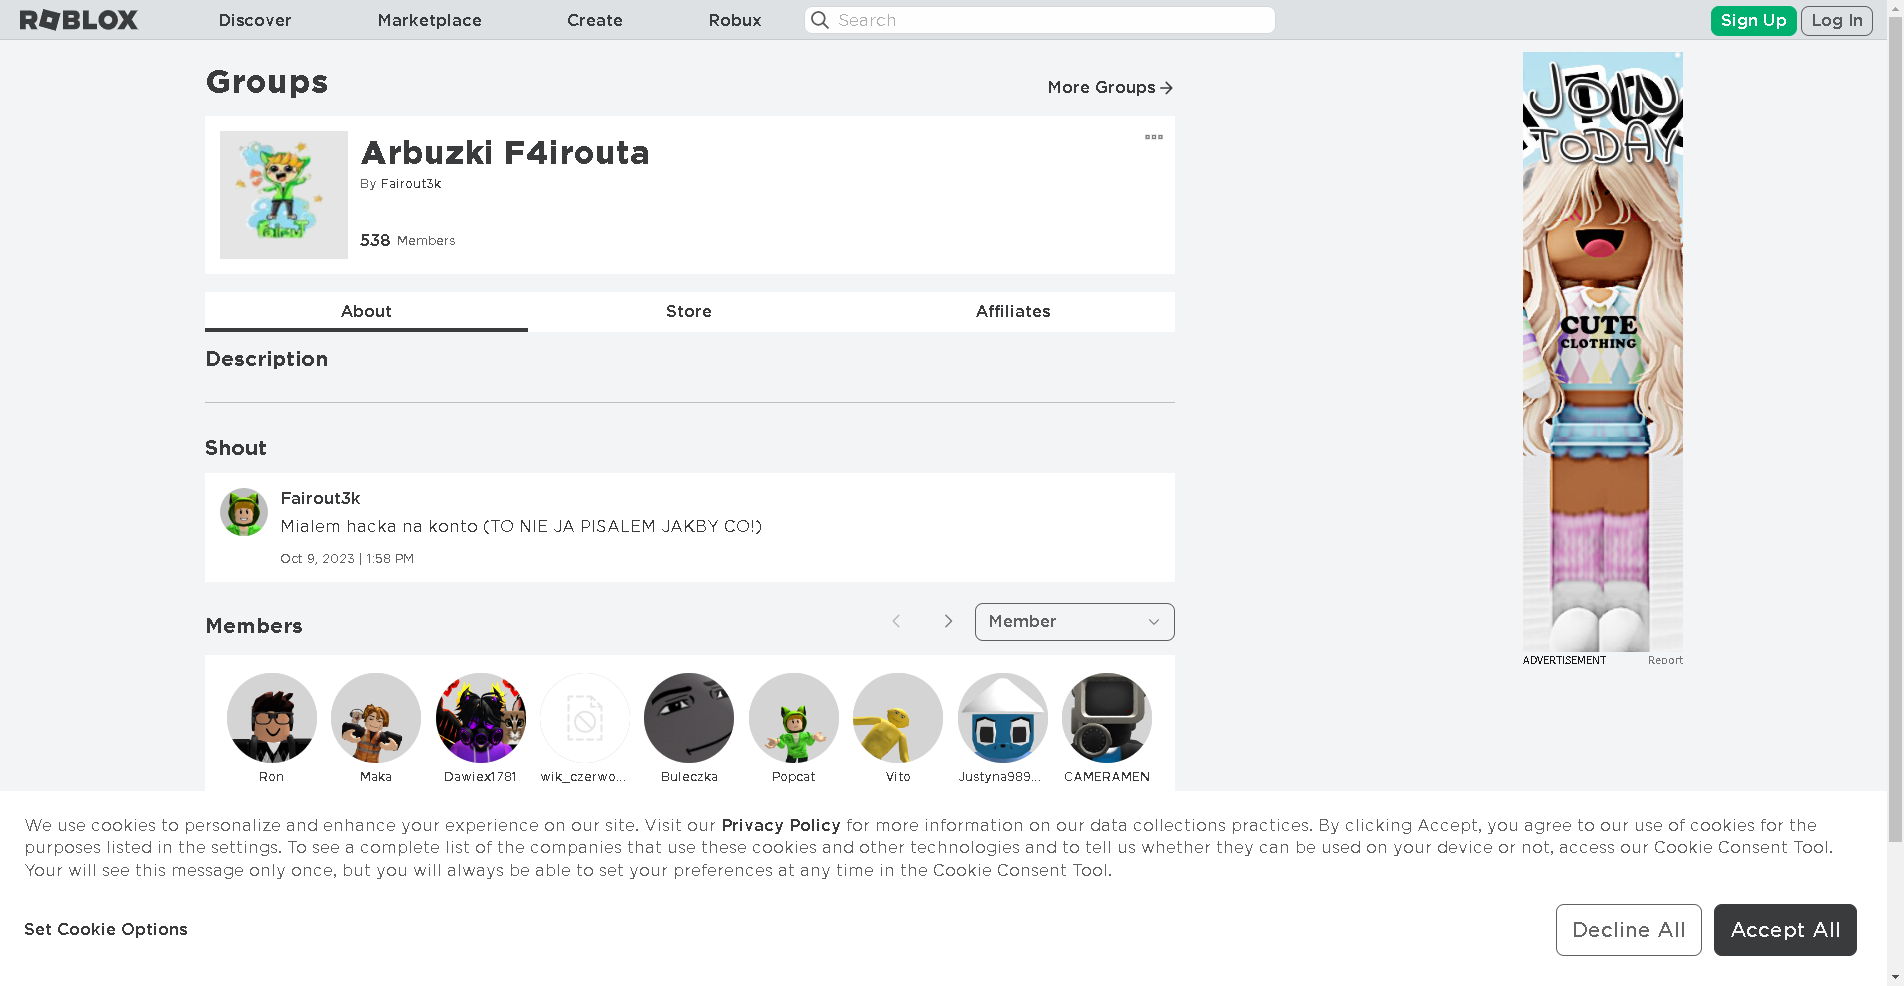 ROBLOX
Discover
Marketplace
Create
Robux
Search
Sign Up
Log In
Groups
More Groups
Arbuzki F4irouta
By Fairout3k
538 Members
About
Store
Affiliates
Description
Shout
Fairout3k
Mialem hacka na konto (TO NIE JA PISALEM JAKBY CO!)
Oct 9, 2023 | 1:58 PM
Members
Member
Ron
Maka
Dawiex1781
wik_czerwo...
Buleczka
Popcat
Vito
Justyna989...
CAMERAMEN
JOIN
TODAY
CUTE
CLOTHING
ADVERTISEMENT
Report
We use cookies to personalize and enhance your experience on our site. Visit our Privacy Policy for more information on our data collections practices. By clicking Accept, you agree to our use of cookies for the
purposes listed in the settings. To see a complete list of the companies that use these cookies and other technologies and to tell us whether they can be used on your device or not, access our Cookie Consent Tool.
Your will see this message only once, but you will always be able to set your preferences at any time in the Cookie Consent Tool.
Set Cookie Options
Decline All
Accept All